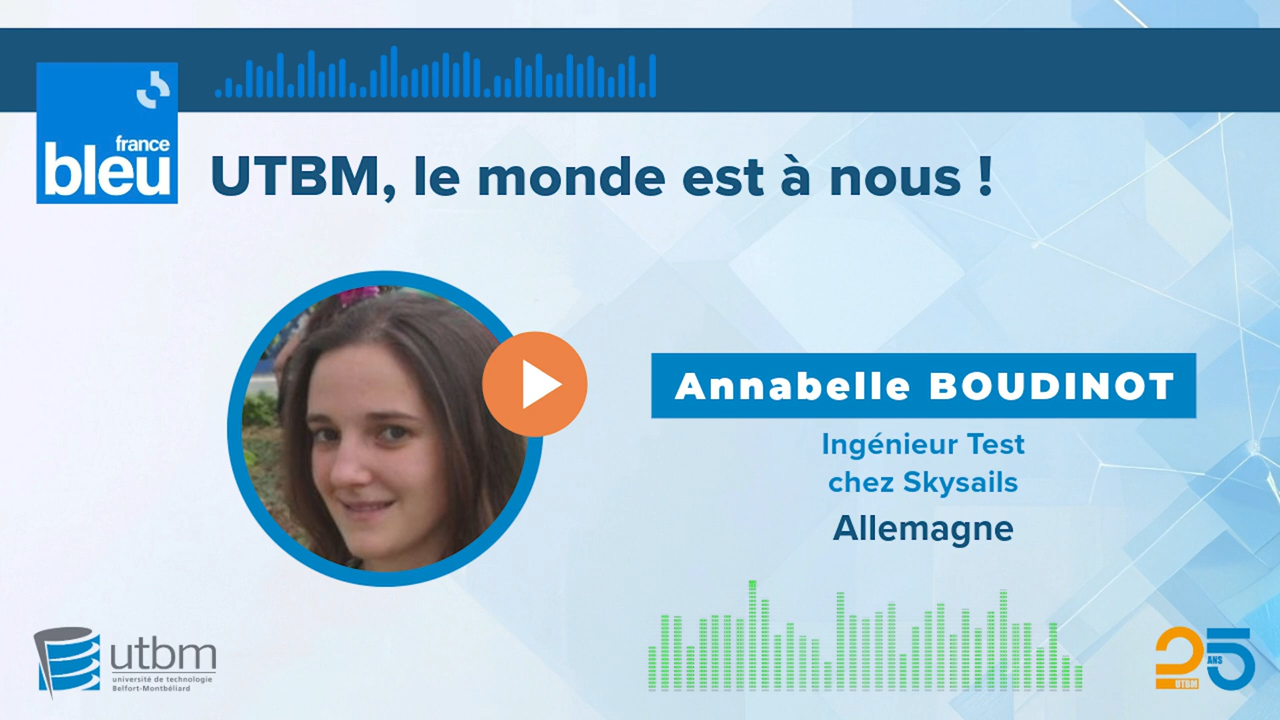 france
bleu
UTBM, le monde est à nous !
Annabelle BOUDINOT
Ingénieur Test
chez Skysails
Allemagne
utbm
université de technologie
Belfort-Montbéliard
25
ANS
UTBM